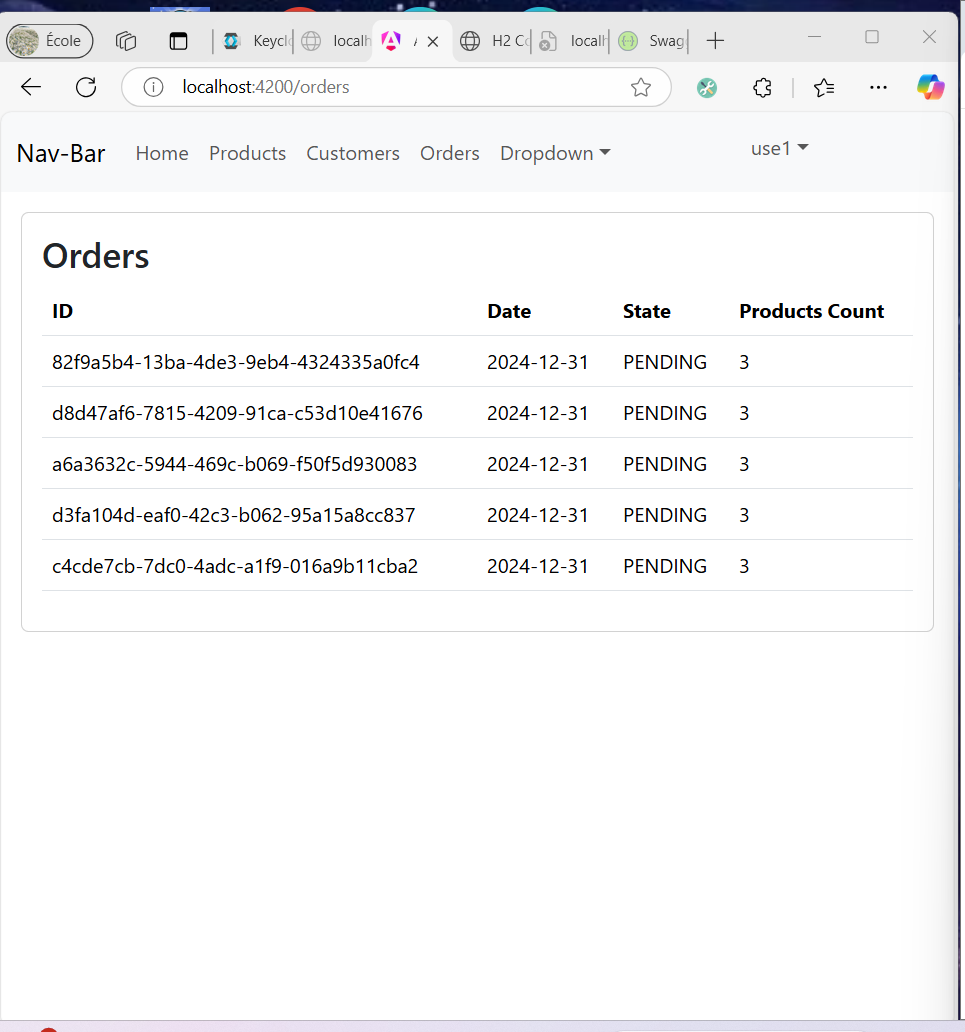 École Keycl localh H2 Co localh Swag
localhost:4200/orders
Nav-Bar Home Products Customers Orders Dropdown use1
Orders
ID Date State Products Count
82f9a5b4-13ba-4de3-9eb4-4324335a0fc4 2024-12-31 PENDING 3
d8d47af6-7815-4209-91ca-c53d10e41676 2024-12-31 PENDING 3
a6a3632c-5944-469c-b069-f50f5d930083 2024-12-31 PENDING 3
d3fa104d-eaf0-42c3-b062-95a15a8cc837 2024-12-31 PENDING 3
c4cde7cb-7dc0-4adc-a1f9-016a9b11cba2 2024-12-31 PENDING 3